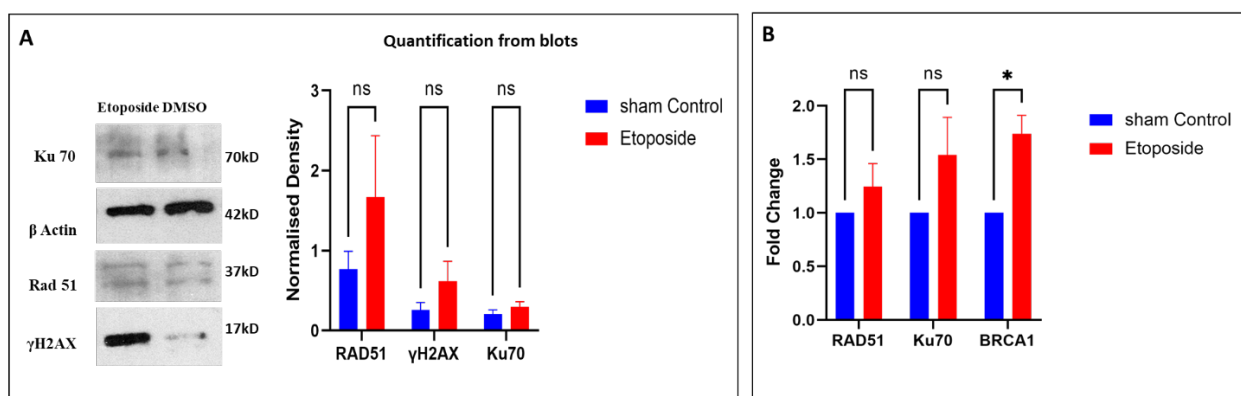 A
Quantification from blots
Etoposide DMSO
Ku 70
70kD
β Actin
42kD
Rad 51
37kD
γH2AX
17kD
Normalised Density
3
2
1
0
ns
ns
ns
RAD51
γH2AX
Ku70
sham Control
Etoposide
B
Fold Change
2.0
1.5
1.0
0.5
0.0
ns
ns
*
RAD51
Ku70
BRCA1
sham Control
Etoposide